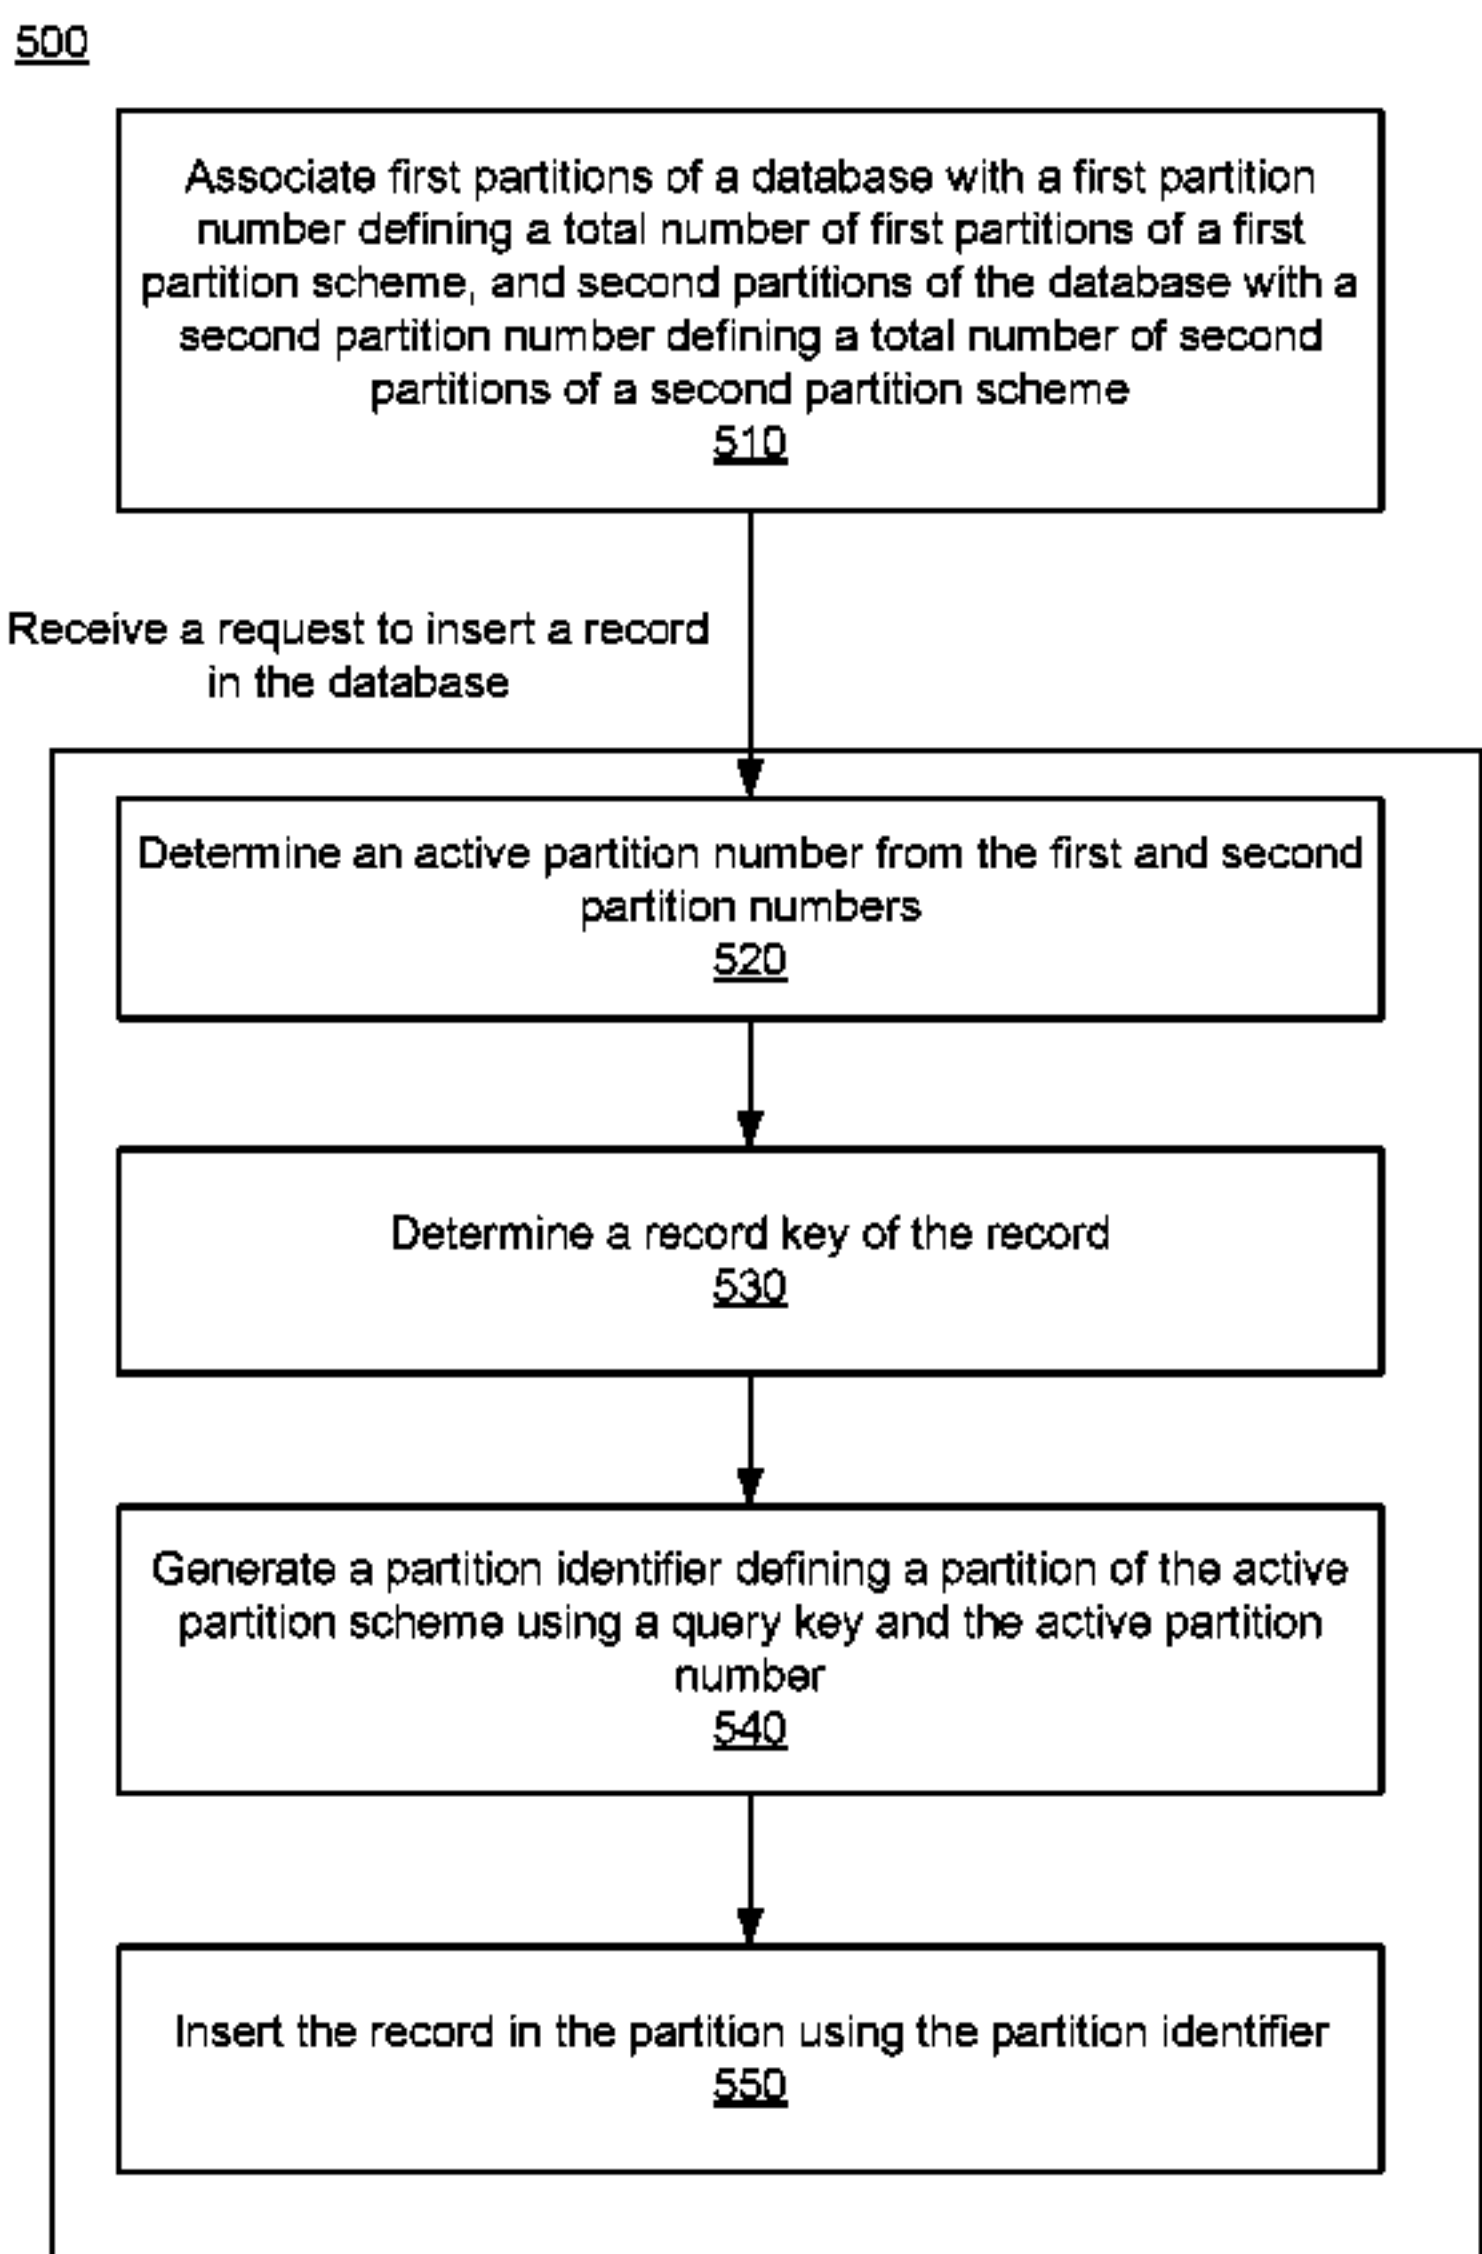 500
Associate first partitions of a database with a first partition
number defining a total number of first partitions of a first
partition scheme, and second partitions of the database with a
second partition number defining a total number of second
partitions of a second partition scheme
510
Receive a request to insert a record
in the database
Determine an active partition number from the first and second
partition numbers
520
Determine a record key of the record
530
Generate a partition identifier defining a partition of the active
partition scheme using a query key and the active partition
number
540
Insert the record in the partition using the partition identifier
550